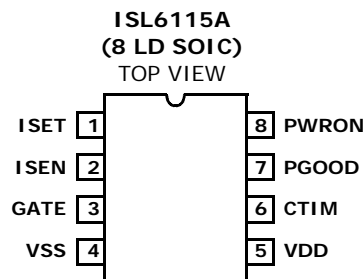 ISL6115A
(8 LD SOIC)
TOP VIEW
ISET 1 8 PWRON
ISEN 2 7 PGOOD
GATE 3 6 CTIM
VSS 4 5 VDD